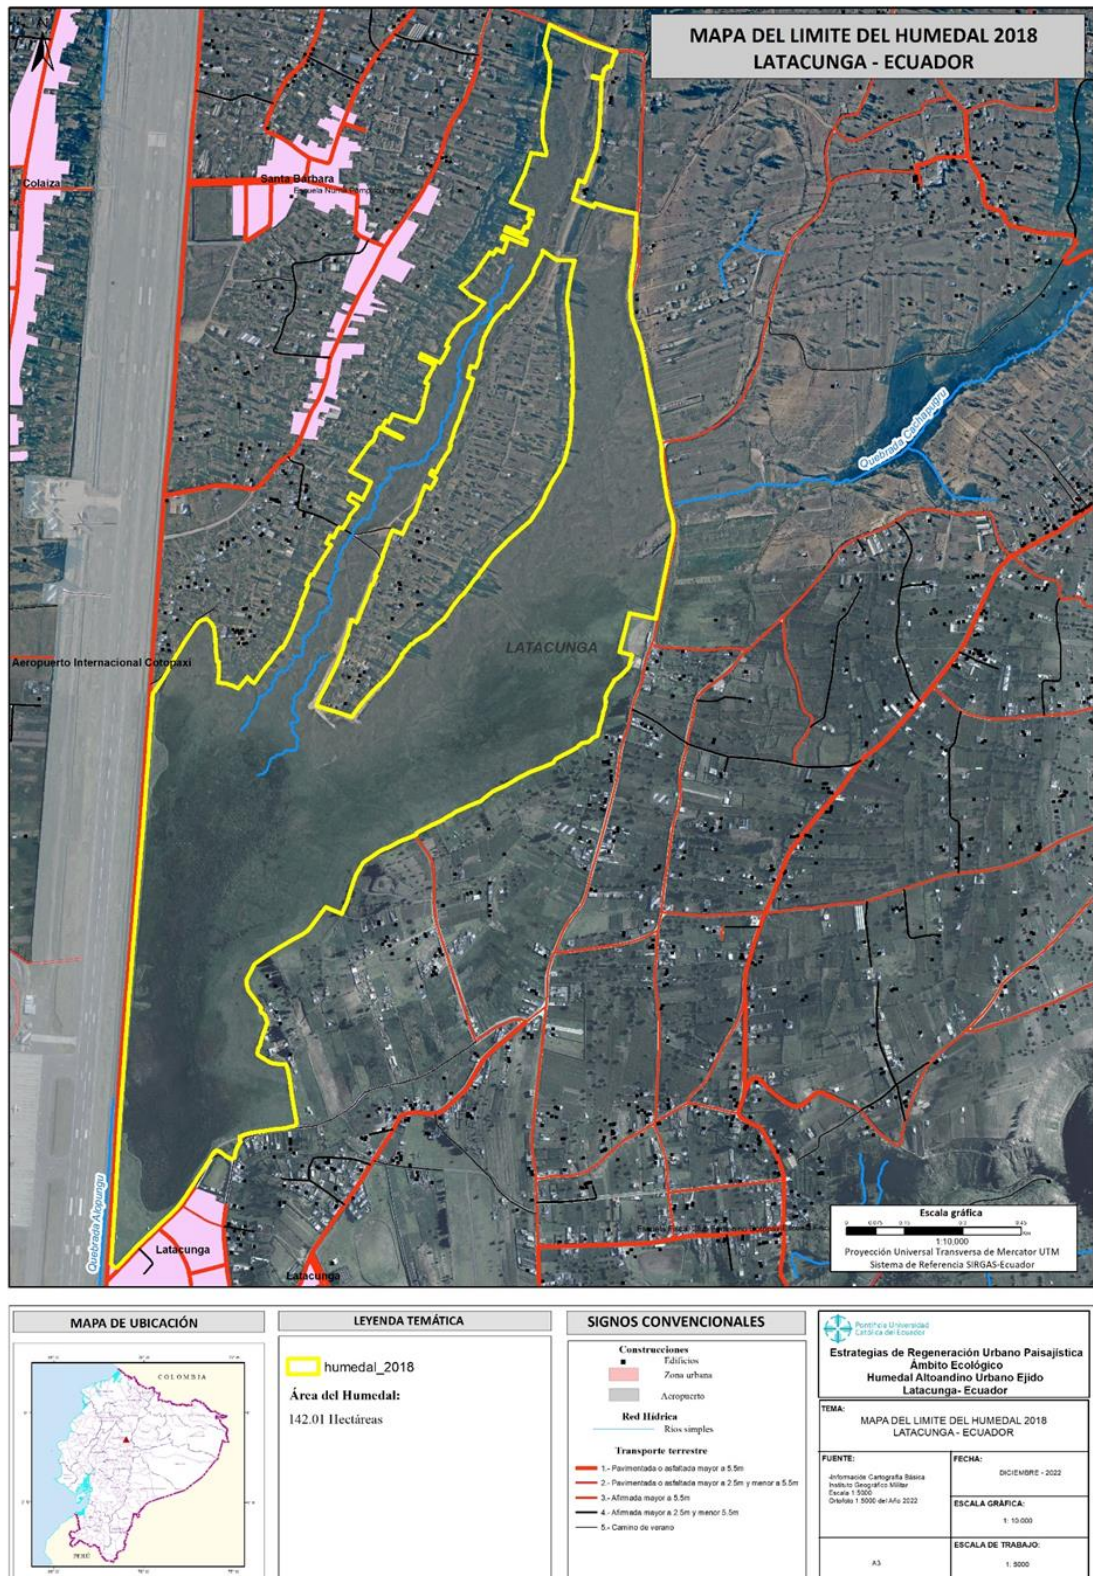 MAPA DEL LIMITE DEL HUMEDAL 2018
LATACUNGA - ECUADOR
N
Colaiza
Santa Bárbara
Escuela Numa Pompilio
Quebrada Cachapugru
LATACUNGA
Aeropuerto Internacional Cotopaxi
Quebrada Alopungu
Latacunga
Latacunga
Escala gráfica
1:10,000
Proyección Universal Transversa de Mercator UTM
Sistema de Referencia SIRGAS-Ecuador
MAPA DE UBICACIÓN
COLOMBIA
PERÚ
LEYENDA TEMÁTICA
humedal_2018
Área del Humedal:
142.01 Hectáreas
SIGNOS CONVENCIONALES
Construcciones
Edificios
Zona urbana
Aeropuerto
Red Hídrica
Rios simples
Transporte terrestre
1.- Pavimentada o asfaltada mayor a 5.5m
2.- Pavimentada o asfaltada mayor a 2.5m y menor a 5.5m
3.- Afirmada mayor a 5.5m
4.- Afirmada mayor a 2.5m y menor 5.5m
5.- Camino de verano
Pontificia Universidad
Católica del Ecuador
Estrategias de Regeneración Urbano Paisajística
Ámbito Ecológico
Humedal Altoandino Urbano Ejido
Latacunga- Ecuador
TEMA:
MAPA DEL LIMITE DEL HUMEDAL 2018
LATACUNGA - ECUADOR
FUENTE:
-Información Cartografía Básica
Instituto Geográfico Militar
Escala 1:5000
Ortofoto 1:5000 del Año 2022
A3
FECHA:
DICIEMBRE - 2022
ESCALA GRÁFICA:
1: 10:000
ESCALA DE TRABAJO:
1: 5000